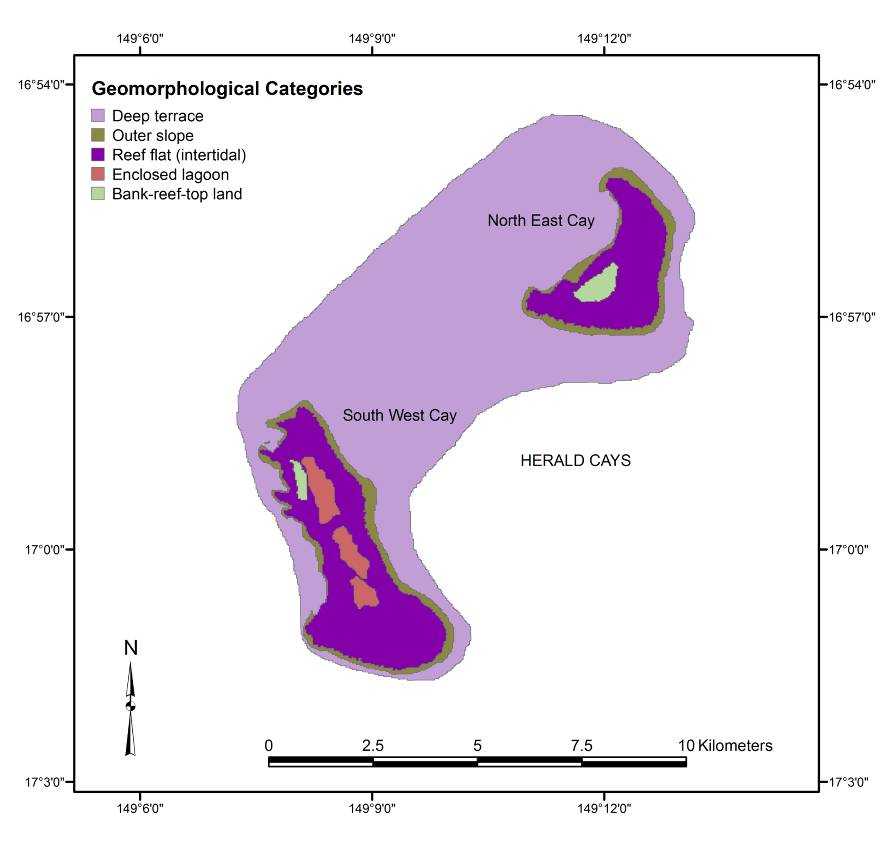 149°6'0" 149°9'0" 149°12'0"
16°54'0" 16°54'0"
Geomorphological Categories
Deep terrace
Outer slope
Reef flat (intertidal)
Enclosed lagoon
Bank-reef-top land
North East Cay
16°57'0" 16°57'0"
South West Cay
HERALD CAYS
17°0'0" 17°0'0"
N
0 2.5 5 7.5 10 Kilometers
17°3'0" 17°3'0"
149°6'0" 149°9'0" 149°12'0"